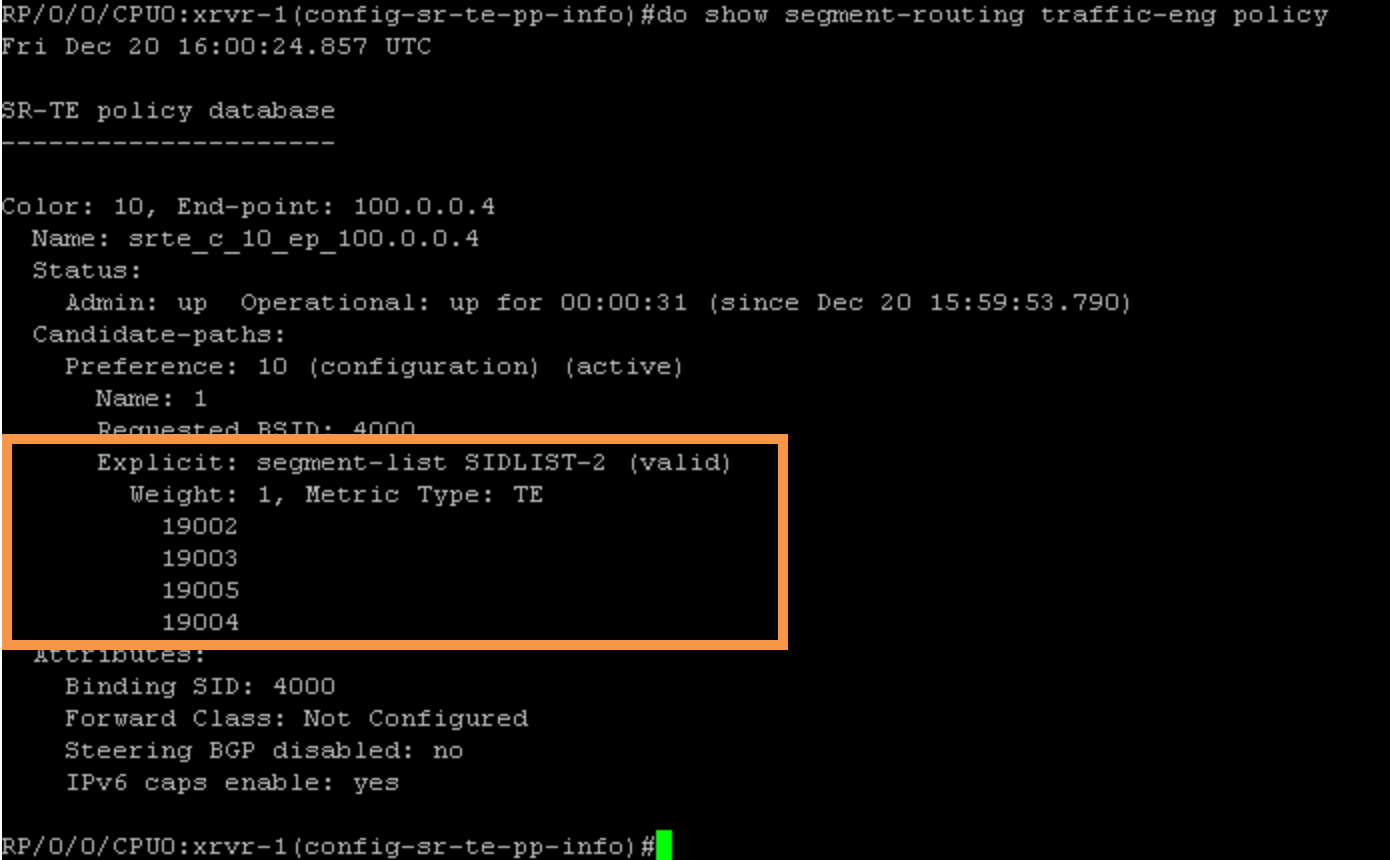 RP/0/0/CPU0:xrvr-1(config-sr-te-pp-info)#do show segment-routing traffic-eng policy
Fri Dec 20 16:00:24.857 UTC
SR-TE policy database
---------------------
Color: 10, End-point: 100.0.0.4
Name: srte_c_10_ep_100.0.0.4
Status:
Admin: up  Operational: up for 00:00:31 (since Dec 20 15:59:53.790)
Candidate-paths:
Preference: 10 (configuration) (active)
Name: 1
Requested BSID: 4000
Explicit: segment-list SIDLIST-2 (valid)
Weight: 1, Metric Type: TE
19002
19003
19005
19004
Attributes:
Binding SID: 4000
Forward Class: Not Configured
Steering BGP disabled: no
IPv6 caps enable: yes
RP/0/0/CPU0:xrvr-1(config-sr-te-pp-info)#